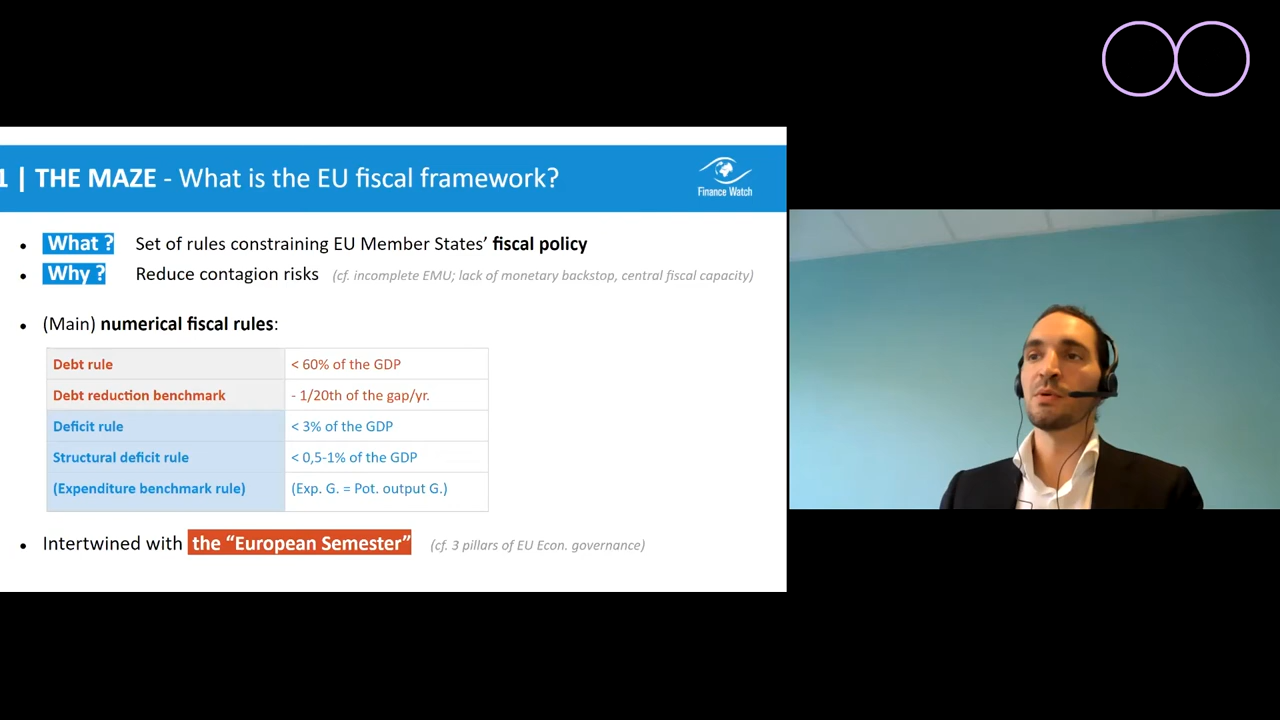 1 | THE MAZE - What is the EU fiscal framework?
Finance Watch
• What ? Set of rules constraining EU Member States’ fiscal policy
• Why ? Reduce contagion risks (cf. incomplete EMU; lack of monetary backstop, central fiscal capacity)
• (Main) numerical fiscal rules:
Debt rule < 60% of the GDP
Debt reduction benchmark - 1/20th of the gap/yr.
Deficit rule < 3% of the GDP
Structural deficit rule < 0,5-1% of the GDP
(Expenditure benchmark rule) (Exp. G. = Pot. output G.)
• Intertwined with the “European Semester” (cf. 3 pillars of EU Econ. governance)